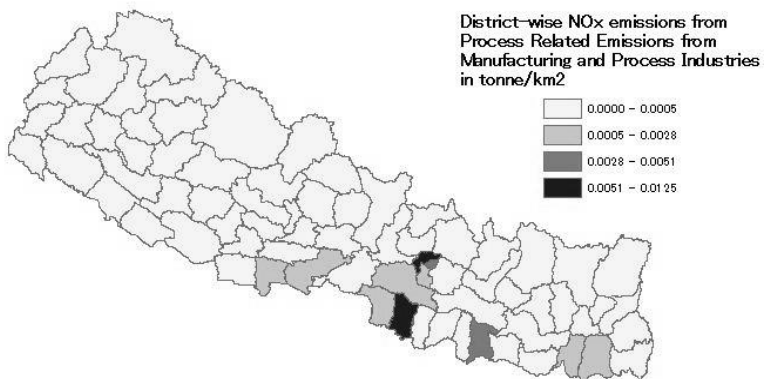 District-wise NOx emissions from
Process Related Emissions from
Manufacturing and Process Industries
in tonne/km2
0.0000 - 0.0005
0.0005 - 0.0028
0.0028 - 0.0051
0.0051 - 0.0125